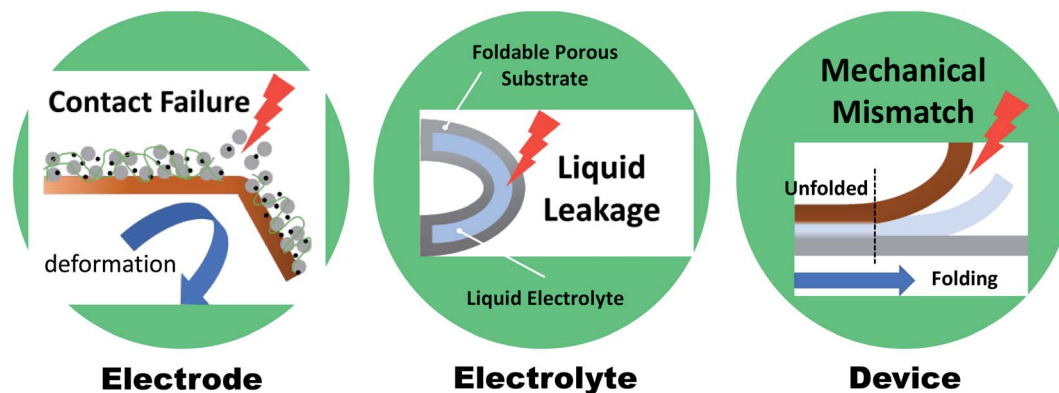 Contact Failure
deformation
Electrode
Foldable Porous
Substrate
Liquid
Leakage
Liquid Electrolyte
Electrolyte
Mechanical
Mismatch
Unfolded
Folding
Device